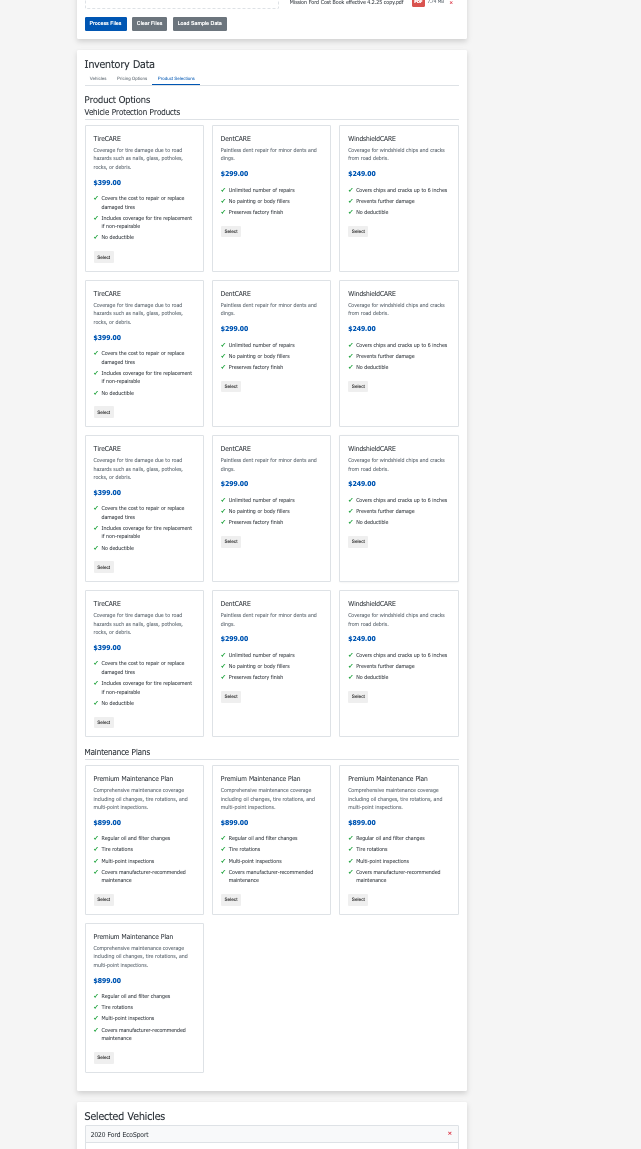 Mission Ford Cost Book effective 4.2.25 copy.pdf PDF 7.74 MB ×
Process Files Clear Files Load Sample Data
Inventory Data
Vehicles Pricing Options Product Selections
Product Options
Vehicle Protection Products
TireCARE
Coverage for tire damage due to road
hazards such as nails, glass, potholes,
rocks, or debris.
$399.00
✓ Covers the cost to repair or replace
damaged tires
✓ Includes coverage for tire replacement
if non-repairable
✓ No deductible
Select
DentCARE
Paintless dent repair for minor dents and
dings.
$299.00
✓ Unlimited number of repairs
✓ No painting or body fillers
✓ Preserves factory finish
Select
WindshieldCARE
Coverage for windshield chips and cracks
from road debris.
$249.00
✓ Covers chips and cracks up to 6 inches
✓ Prevents further damage
✓ No deductible
Select
TireCARE
Coverage for tire damage due to road
hazards such as nails, glass, potholes,
rocks, or debris.
$399.00
✓ Covers the cost to repair or replace
damaged tires
✓ Includes coverage for tire replacement
if non-repairable
✓ No deductible
Select
DentCARE
Paintless dent repair for minor dents and
dings.
$299.00
✓ Unlimited number of repairs
✓ No painting or body fillers
✓ Preserves factory finish
Select
WindshieldCARE
Coverage for windshield chips and cracks
from road debris.
$249.00
✓ Covers chips and cracks up to 6 inches
✓ Prevents further damage
✓ No deductible
Select
TireCARE
Coverage for tire damage due to road
hazards such as nails, glass, potholes,
rocks, or debris.
$399.00
✓ Covers the cost to repair or replace
damaged tires
✓ Includes coverage for tire replacement
if non-repairable
✓ No deductible
Select
DentCARE
Paintless dent repair for minor dents and
dings.
$299.00
✓ Unlimited number of repairs
✓ No painting or body fillers
✓ Preserves factory finish
Select
WindshieldCARE
Coverage for windshield chips and cracks
from road debris.
$249.00
✓ Covers chips and cracks up to 6 inches
✓ Prevents further damage
✓ No deductible
Select
TireCARE
Coverage for tire damage due to road
hazards such as nails, glass, potholes,
rocks, or debris.
$399.00
✓ Covers the cost to repair or replace
damaged tires
✓ Includes coverage for tire replacement
if non-repairable
✓ No deductible
Select
DentCARE
Paintless dent repair for minor dents and
dings.
$299.00
✓ Unlimited number of repairs
✓ No painting or body fillers
✓ Preserves factory finish
Select
WindshieldCARE
Coverage for windshield chips and cracks
from road debris.
$249.00
✓ Covers chips and cracks up to 6 inches
✓ Prevents further damage
✓ No deductible
Select
Maintenance Plans
Premium Maintenance Plan
Comprehensive maintenance coverage
including oil changes, tire rotations, and
multi-point inspections.
$899.00
✓ Regular oil and filter changes
✓ Tire rotations
✓ Multi-point inspections
✓ Covers manufacturer-recommended
maintenance
Select
Premium Maintenance Plan
Comprehensive maintenance coverage
including oil changes, tire rotations, and
multi-point inspections.
$899.00
✓ Regular oil and filter changes
✓ Tire rotations
✓ Multi-point inspections
✓ Covers manufacturer-recommended
maintenance
Select
Premium Maintenance Plan
Comprehensive maintenance coverage
including oil changes, tire rotations, and
multi-point inspections.
$899.00
✓ Regular oil and filter changes
✓ Tire rotations
✓ Multi-point inspections
✓ Covers manufacturer-recommended
maintenance
Select
Premium Maintenance Plan
Comprehensive maintenance coverage
including oil changes, tire rotations, and
multi-point inspections.
$899.00
✓ Regular oil and filter changes
✓ Tire rotations
✓ Multi-point inspections
✓ Covers manufacturer-recommended
maintenance
Select
Selected Vehicles
2020 Ford EcoSport ×